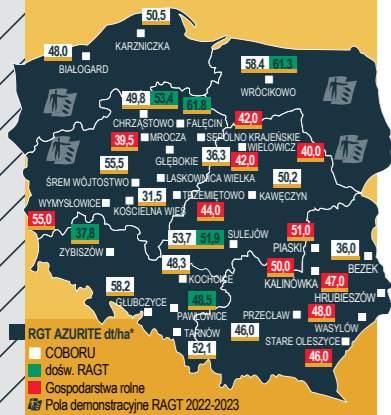 50,5
KARZNICZKA
48,0
BIAŁOGARD
58.4 61.3
WRÓCIKOWO
49,8 53,4
61,8
CHRZĄSTOWO FALĘCIN
42,0
39,5
MROCZA
SĘPÓLNO KRAJEŃSKIE
WIELOWICZ
40,0
GŁĘBOKIE
36,3
42,0
55,5
LASKOWNICA WIELKA
50,2
ŚREM WÓJTOSTWO
31,5
TRZEMIĘTOWO
KAWĘCZYN
WYMYSŁOWICE
KOŚCIELNA WIEŚ
44,0
55,0
37,8
53,7 51,9
SULEJÓW
51,0
PIASKI
36,0
ZYBISZÓW
48,3
50,0
BEZEK
KOCHCICE
KALINÓWKA
47,0
58,2
48,5
HRUBIESZÓW
GŁUBCZYCE
PAWŁOWICE
PRZECŁAW
48,0
RGT AZURITE dt/ha*
46,0
WASYLÓW
TARNÓW
STARE OLESZYCE
COBORU
52,1
46,0
dośw. RAGT
Gospodarstwa rolne
Pola demonstracyjne RAGT 2022-2023